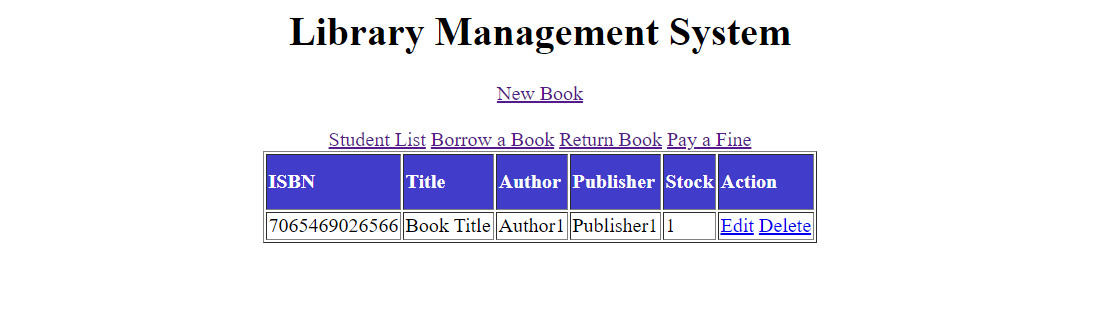 Library Management System
New Book
Student List Borrow a Book Return Book Pay a Fine
ISBN Title Author Publisher Stock Action
7065469026566 Book Title Author1 Publisher1 1 Edit Delete